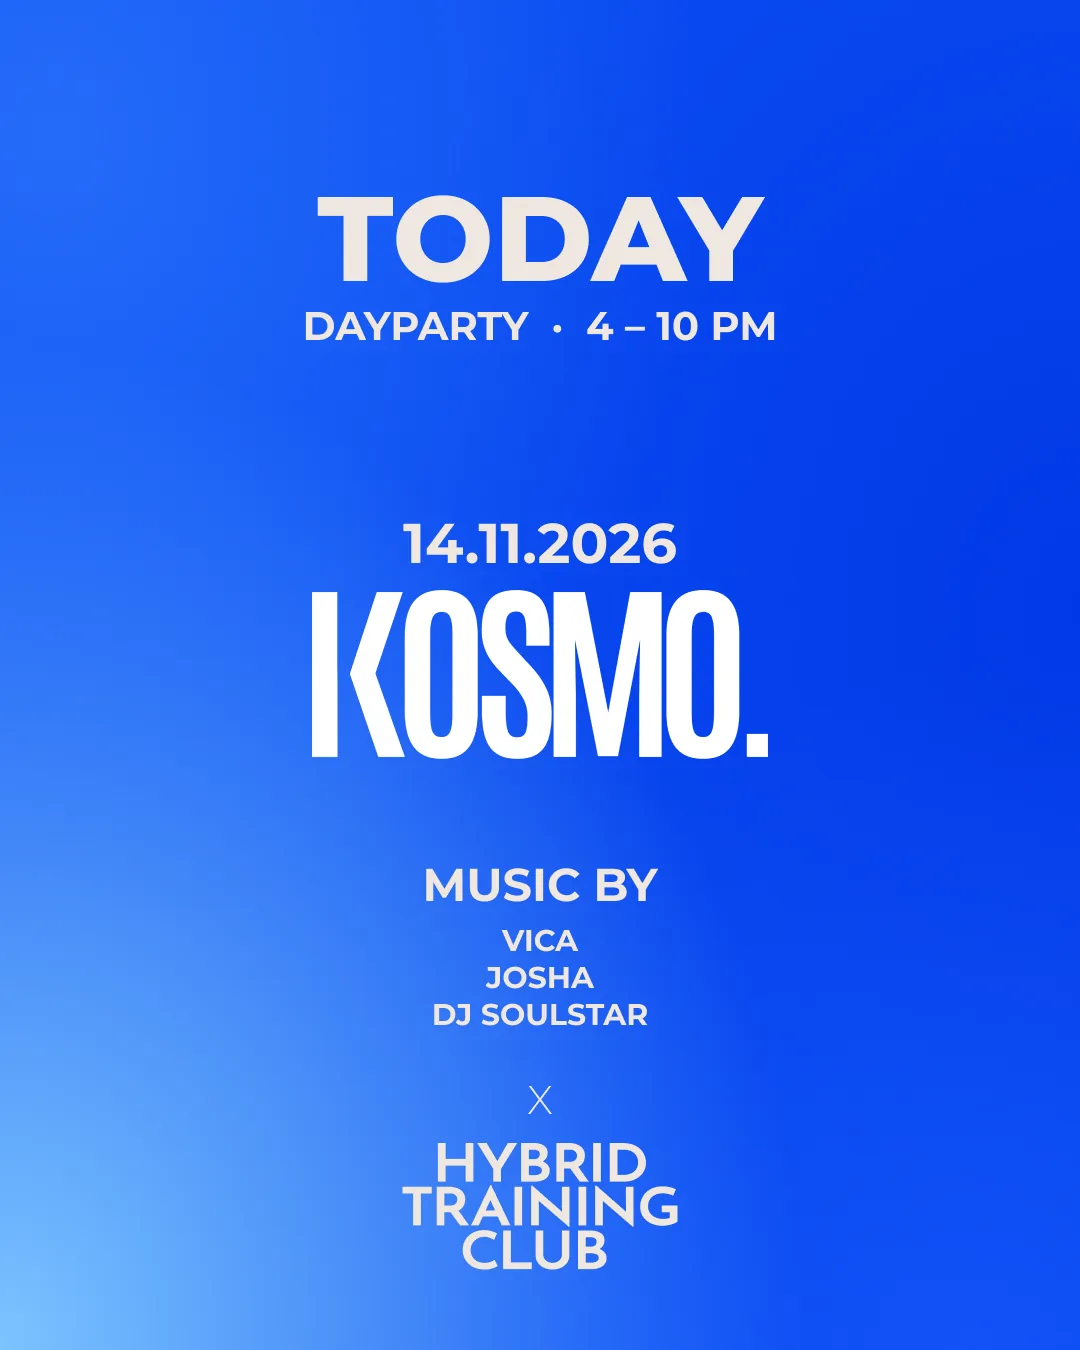 TODAY
DAYPARTY · 4 – 10 PM
14.11.2026
KOSMO.
MUSIC BY
VICA
JOSHA
DJ SOULSTAR
X
HYBRID
TRAINING
CLUB